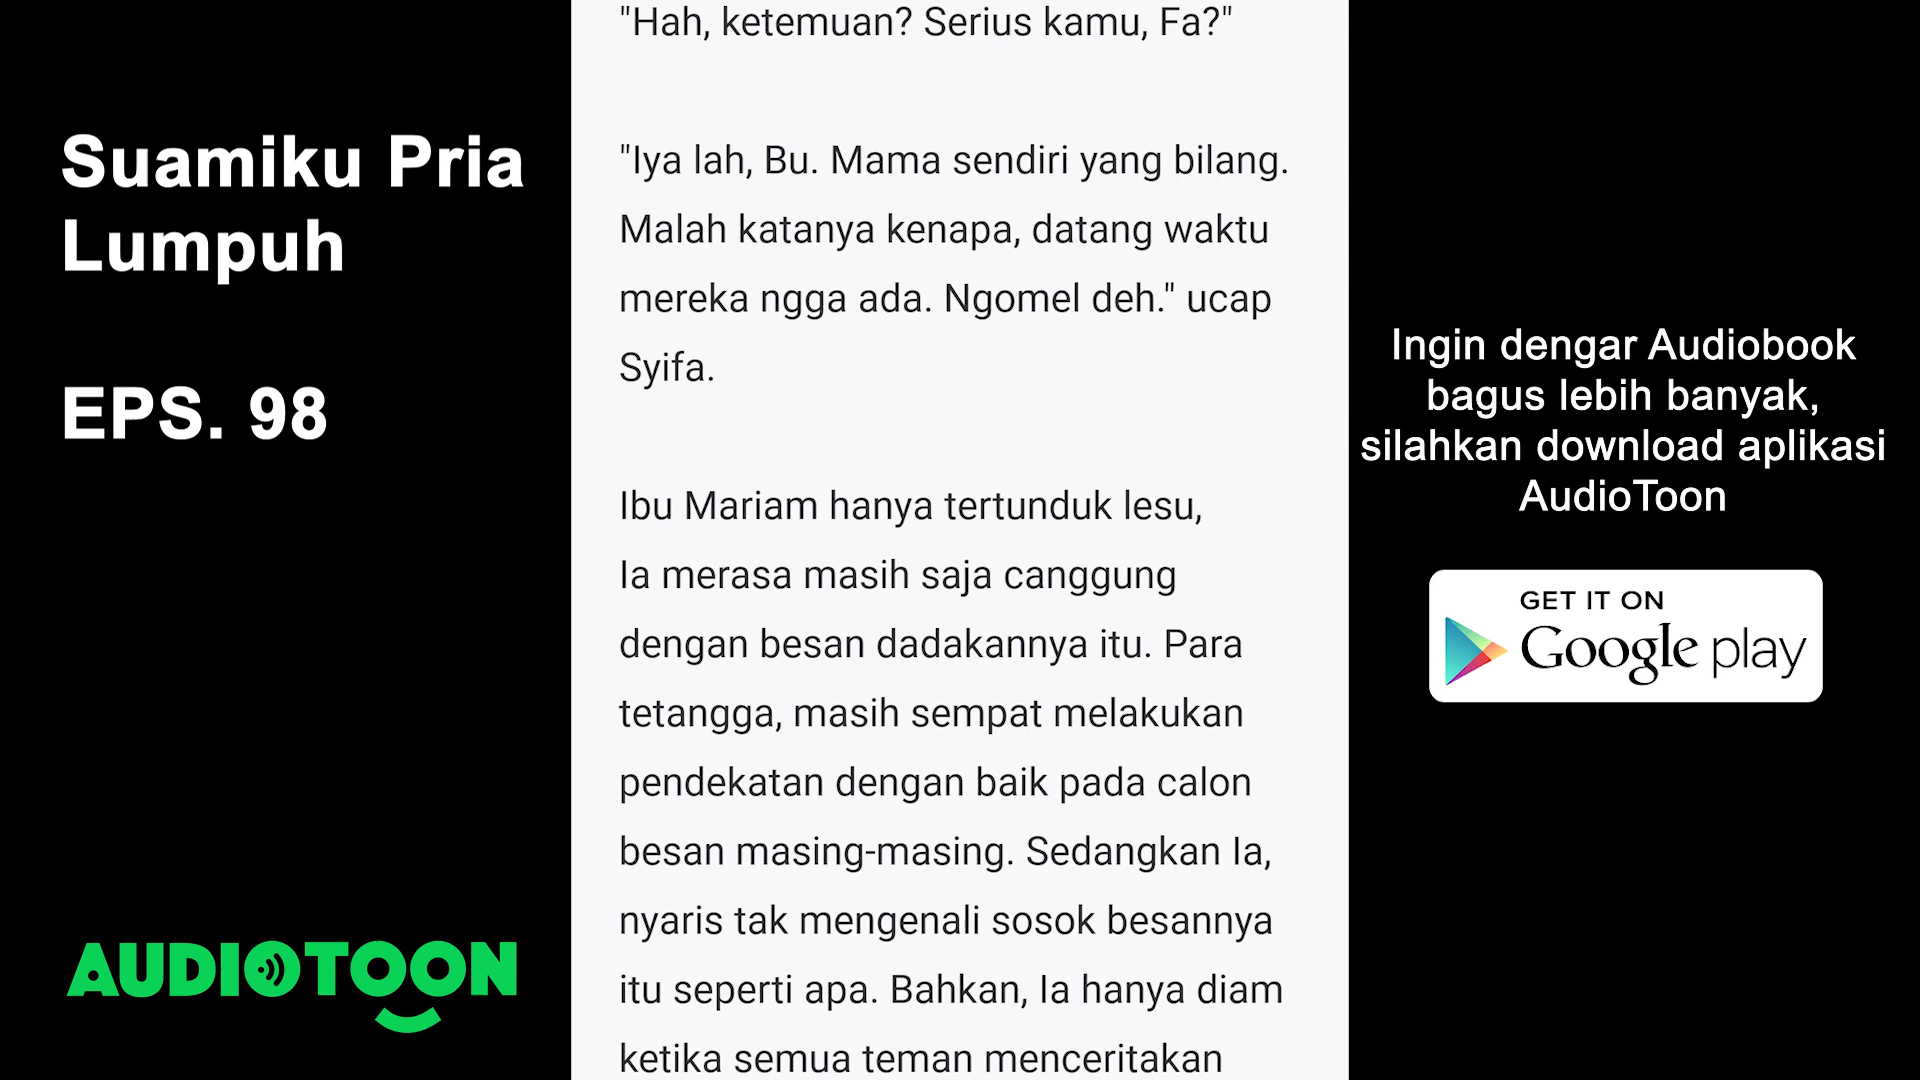 Suamiku Pria
Lumpuh
EPS. 98
AUDIOTOON
"Hah, ketemuan? Serius kamu, Fa?"
"Iya lah, Bu. Mama sendiri yang bilang.
Malah katanya kenapa, datang waktu
mereka ngga ada. Ngomel deh." ucap
Syifa.
Ibu Mariam hanya tertunduk lesu,
Ia merasa masih saja canggung
dengan besan dadakannya itu. Para
tetangga, masih sempat melakukan
pendekatan dengan baik pada calon
besan masing-masing. Sedangkan Ia,
nyaris tak mengenali sosok besannya
itu seperti apa. Bahkan, Ia hanya diam
ketika semua teman menceritakan
Ingin dengar Audiobook
bagus lebih banyak,
silahkan download aplikasi
AudioToon
GET IT ON
Google play